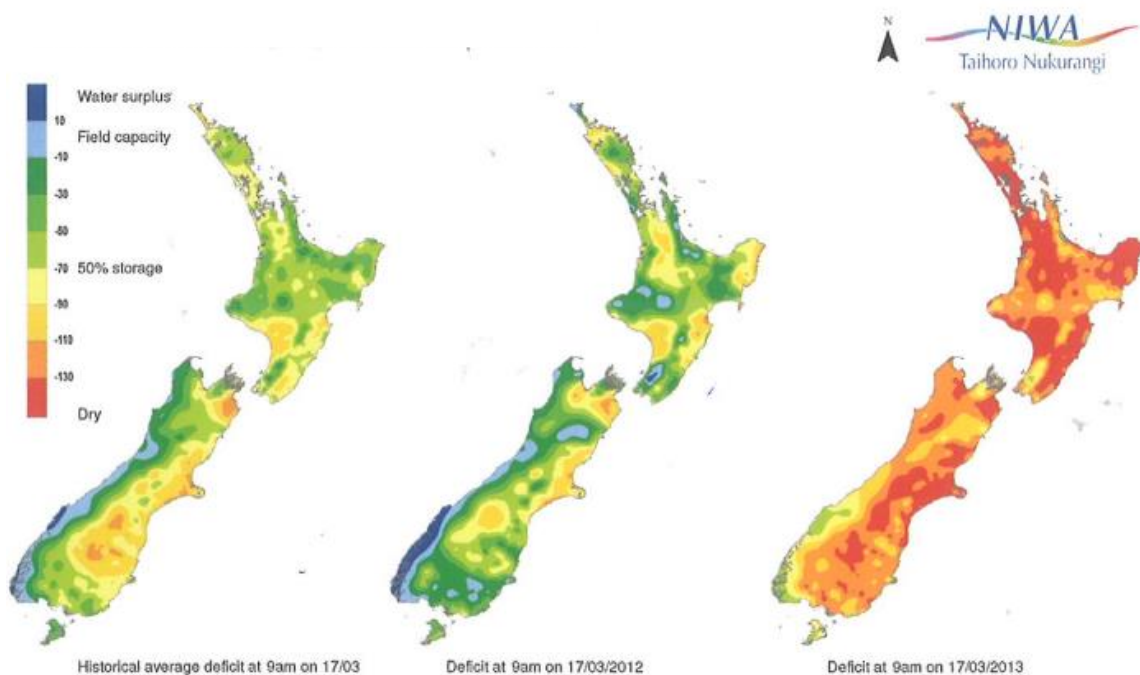 N
NIWA
Taihoro Nukurangi
Water surplus
10
Field capacity
-10
-30
-50
-70
50% storage
-90
-110
-130
Dry
Historical average deficit at 9am on 17/03
Deficit at 9am on 17/03/2012
Deficit at 9am on 17/03/2013